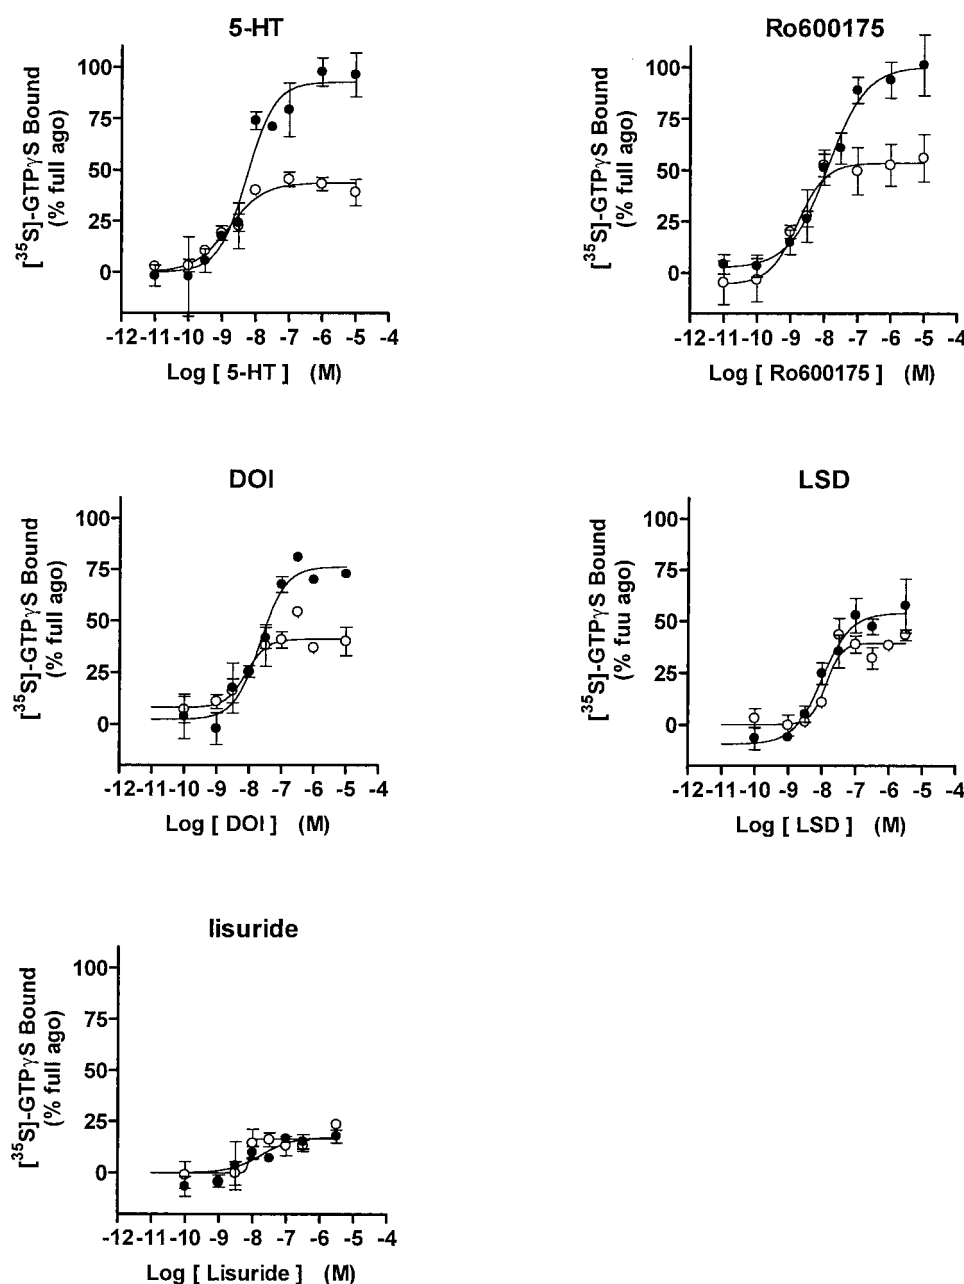 5-HT
[³⁵S]-GTPγS Bound
(% full ago)
100
75
50
25
0
-12-11-10 -9 -8 -7 -6 -5 -4
Log [ 5-HT ] (M)
Ro600175
[³⁵S]-GTPγS Bound
(% full ago)
100
75
50
25
0
-12-11-10 -9 -8 -7 -6 -5 -4
Log [ Ro600175 ] (M)
DOI
[³⁵S]-GTPγS Bound
(% full ago)
100
75
50
25
0
-12-11-10 -9 -8 -7 -6 -5 -4
Log [ DOI ] (M)
LSD
[³⁵S]-GTPγS Bound
(% fuu ago)
100
75
50
25
0
-12-11-10 -9 -8 -7 -6 -5 -4
Log [ LSD ] (M)
lisuride
[³⁵S]-GTPγS Bound
(% full ago)
100
75
50
25
0
-12 -11-10 -9 -8 -7 -6 -5 -4
Log [ Lisuride ] (M)